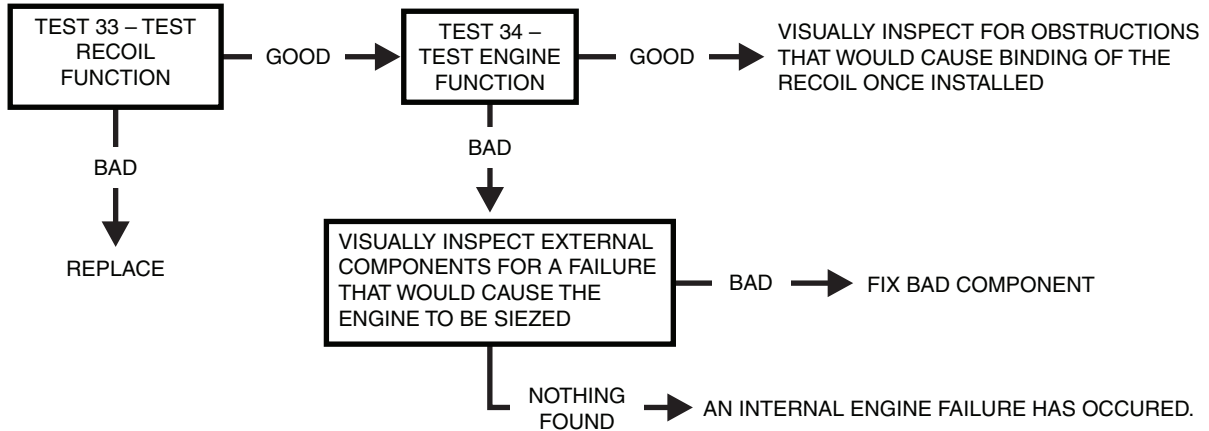 TEST 33 – TEST
RECOIL
FUNCTION
GOOD
TEST 34 –
TEST ENGINE
FUNCTION
GOOD
VISUALLY INSPECT FOR OBSTRUCTIONS
THAT WOULD CAUSE BINDING OF THE
RECOIL ONCE INSTALLED
BAD
REPLACE
BAD
VISUALLY INSPECT EXTERNAL
COMPONENTS FOR A FAILURE
THAT WOULD CAUSE THE
ENGINE TO BE SIEZED
BAD
FIX BAD COMPONENT
NOTHING
FOUND
AN INTERNAL ENGINE FAILURE HAS OCCURED.